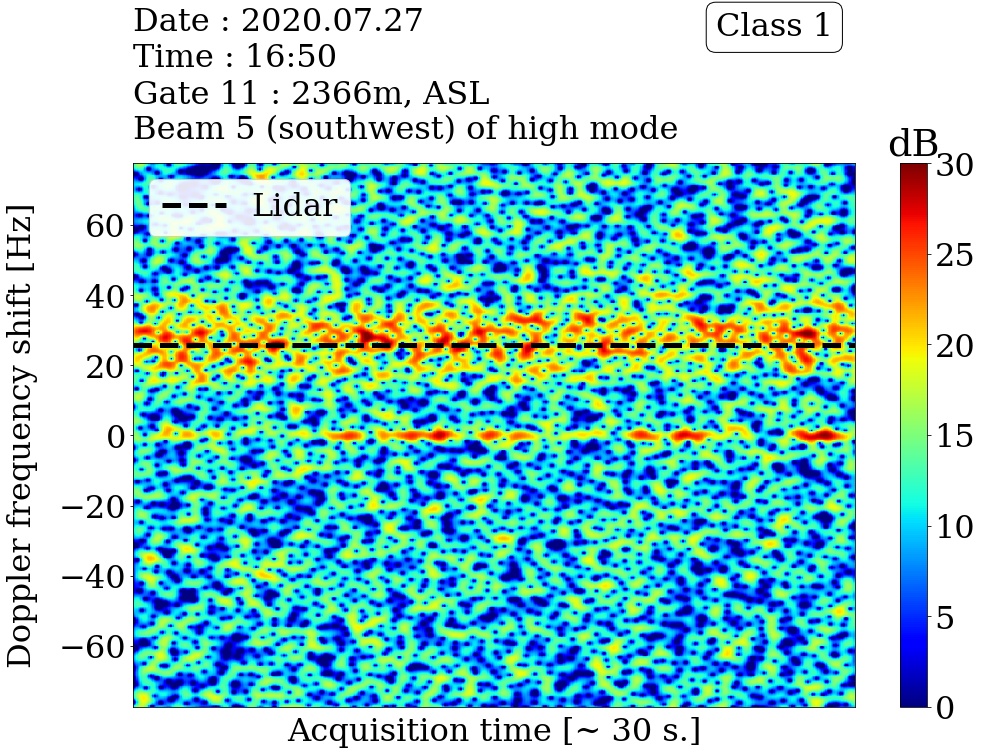 Date : 2020.07.27
Time : 16:50
Gate 11 : 2366m, ASL
Beam 5 (southwest) of high mode
Class 1
dB
Lidar
Doppler frequency shift [Hz]
60
40
20
0
−20
−40
−60
30
25
20
15
10
5
0
Acquisition time [~ 30 s.]